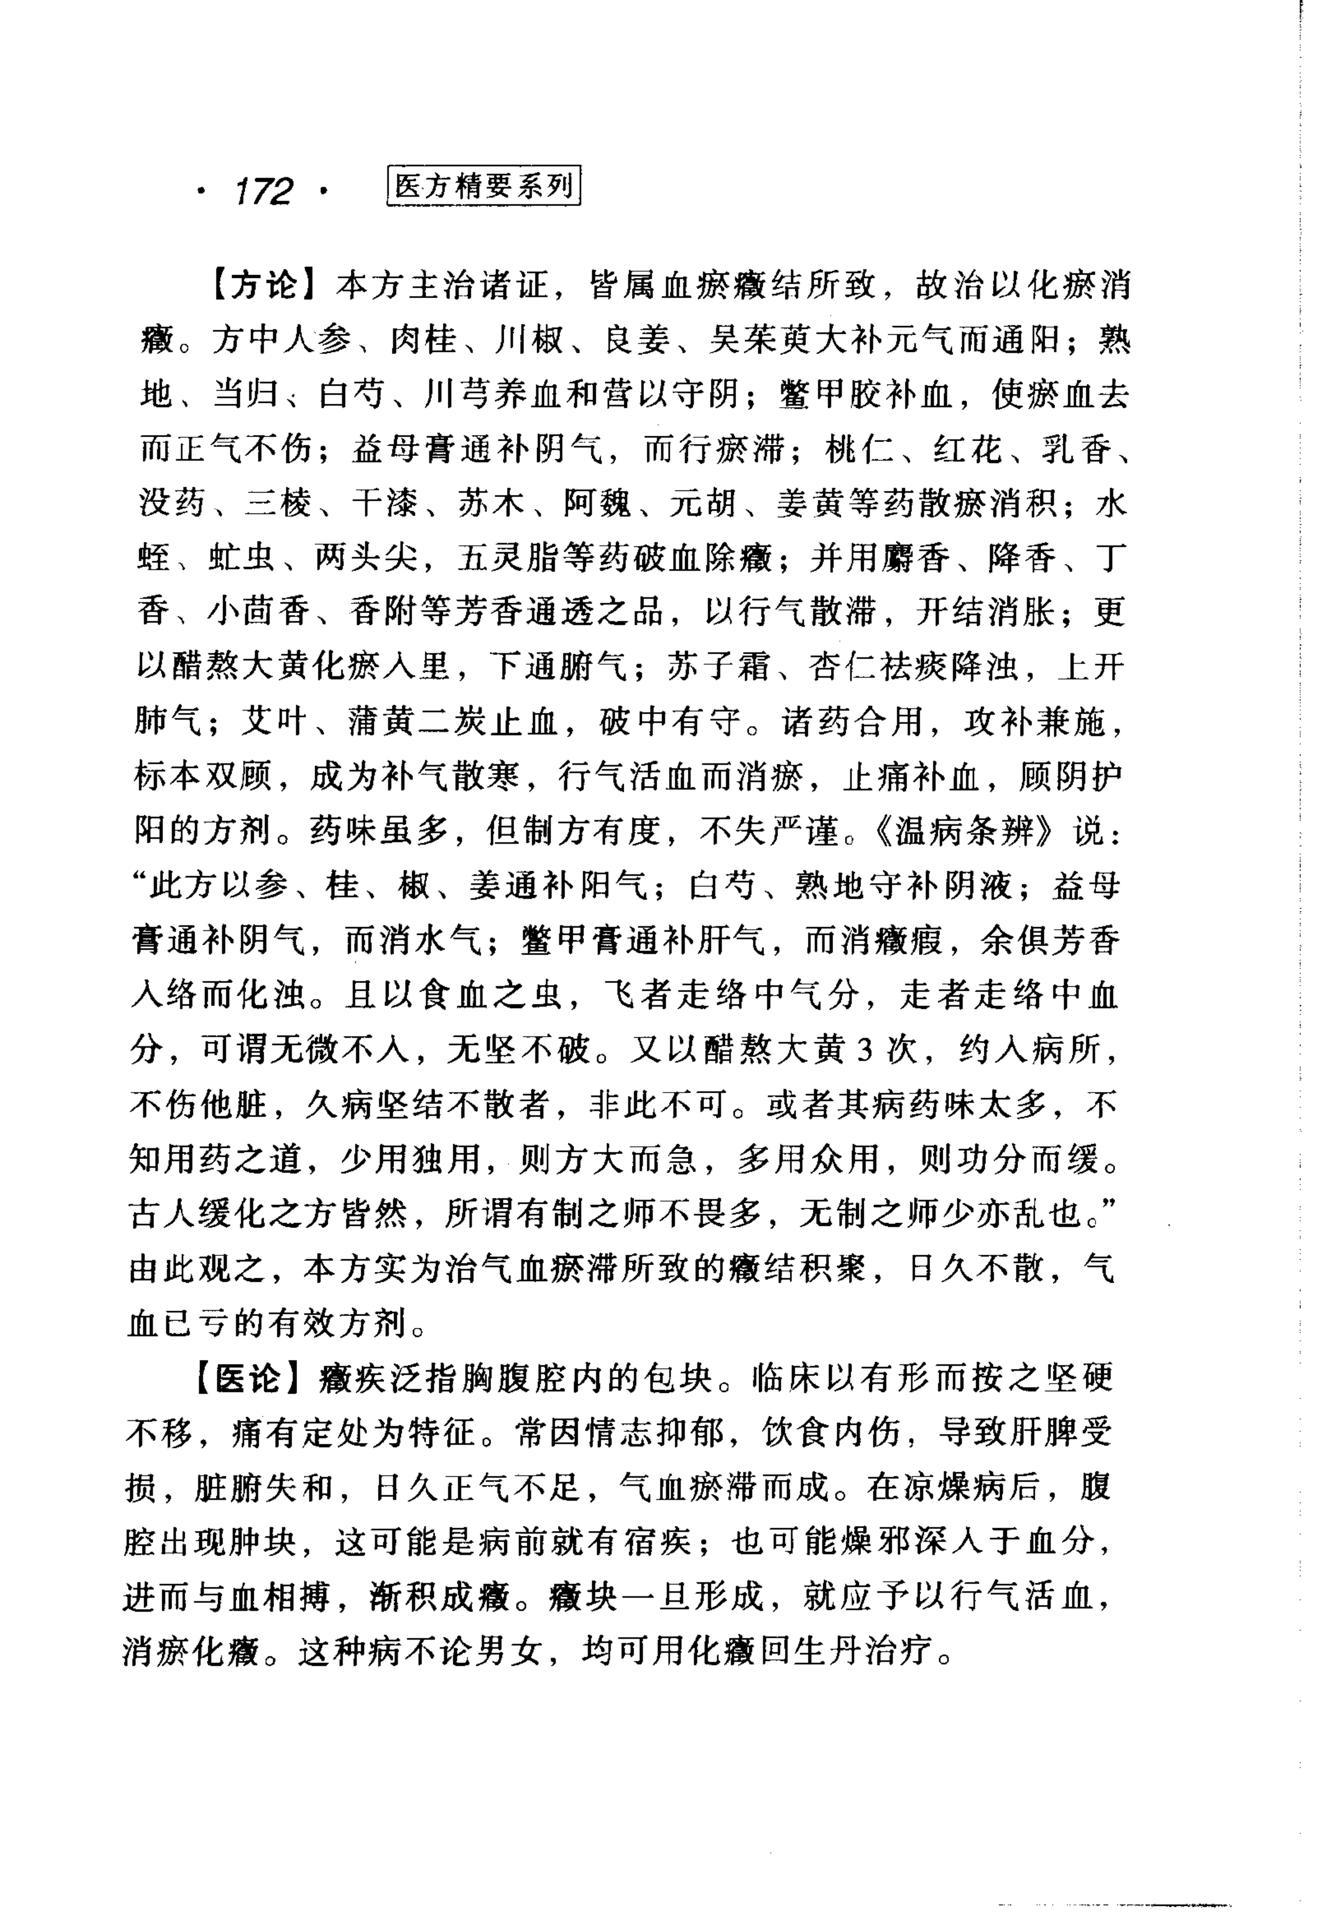 · 172 · 医方精要系列
【方论】本方主治诸证，皆属血瘀癥结所致，故治以化瘀消
癥。方中人参、肉桂、川椒、良姜、吴茱萸大补元气而通阳；熟
地、当归、白芍、川芎养血和营以守阴；鳖甲胶补血，使瘀血去
而正气不伤；益母膏通补阴气，而行瘀滞；桃仁、红花、乳香、
没药、三棱、干漆、苏木、阿魏、元胡、姜黄等药散瘀消积；水
蛭、虻虫、两头尖，五灵脂等药破血除癥；并用麝香、降香、丁
香、小茴香、香附等芳香通透之品，以行气散滞，开结消胀；更
以醋熬大黄化瘀入里，下通腑气；苏子霜、杏仁祛痰降浊，上开
肺气；艾叶、蒲黄二炭止血，破中有守。诸药合用，攻补兼施，
标本双顾，成为补气散寒，行气活血而消瘀，止痛补血，顾阴护
阳的方剂。药味虽多，但制方有度，不失严谨。《温病条辨》说：
“此方以参、桂、椒、姜通补阳气；白芍、熟地守补阴液；益母
膏通补阴气，而消水气；鳖甲膏通补肝气，而消癥瘕，余俱芳香
入络而化浊。且以食血之虫，飞者走络中气分，走者走络中血
分，可谓无微不入，无坚不破。又以醋熬大黄3次，约入病所，
不伤他脏，久病坚结不散者，非此不可。或者其病药味太多，不
知用药之道，少用独用，则方大而急，多用众用，则功分而缓。
古人缓化之方皆然，所谓有制之师不畏多，无制之师少亦乱也。”
由此观之，本方实为治气血瘀滞所致的癥结积聚，日久不散，气
血已亏的有效方剂。
【医论】癥疾泛指胸腹腔内的包块。临床以有形而按之坚硬
不移，痛有定处为特征。常因情志抑郁，饮食内伤，导致肝脾受
损，脏腑失和，日久正气不足，气血瘀滞而成。在凉燥病后，腹
腔出现肿块，这可能是病前就有宿疾；也可能燥邪深入于血分，
进而与血相搏，渐积成癥。癥块一旦形成，就应予以行气活血，
消瘀化癥。这种病不论男女，均可用化癥回生丹治疗。